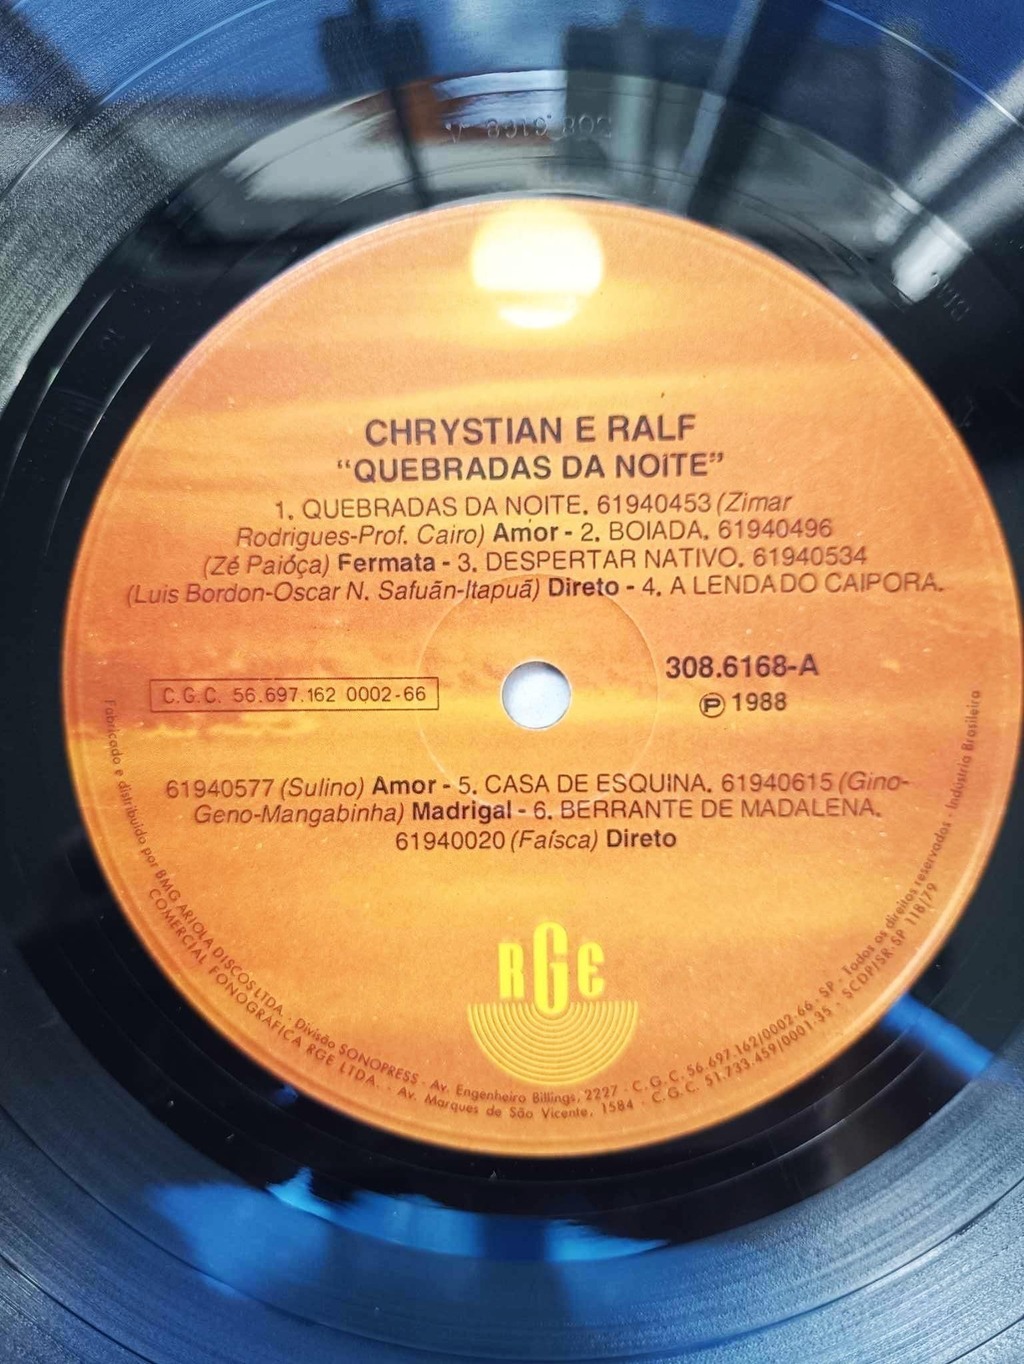 308.6168-A
CHRYSTIAN E RALF
“QUEBRADAS DA NOITE”
1. QUEBRADAS DA NOITE. 61940453 (Zimar
Rodrigues-Prof. Cairo) Amor - 2. BOIADA. 61940496
(Zé Paióça) Fermata - 3. DESPERTAR NATIVO. 61940534
(Luis Bordon-Oscar N. Safuãn-Itapuã) Direto - 4. A LENDA DO CAIPORA.
C.G.C. 56.697.162 0002-66
308.6168-A
Ⓟ 1988
61940577 (Sulino) Amor - 5. CASA DE ESQUINA. 61940615 (Gino-
Geno-Mangabinha) Madrigal - 6. BERRANTE DE MADALENA.
61940020 (Faísca) Direto
RGE
Fabricado e distribuído por BMG ARIOLA DISCOS LTDA. - Divisão SONOPRESS - Av. Engenheiro Billings, 2227 - C.G.C. 56.697.162/0002-66 - SP - Todos os direitos reservados - Indústria Brasileira
COMERCIAL FONOGRÁFICA RGE LTDA. - Av. Marques de São Vicente, 1584 - C.G.C. 51.733.459/0001-35 - SCDP/SR-SP 118/79